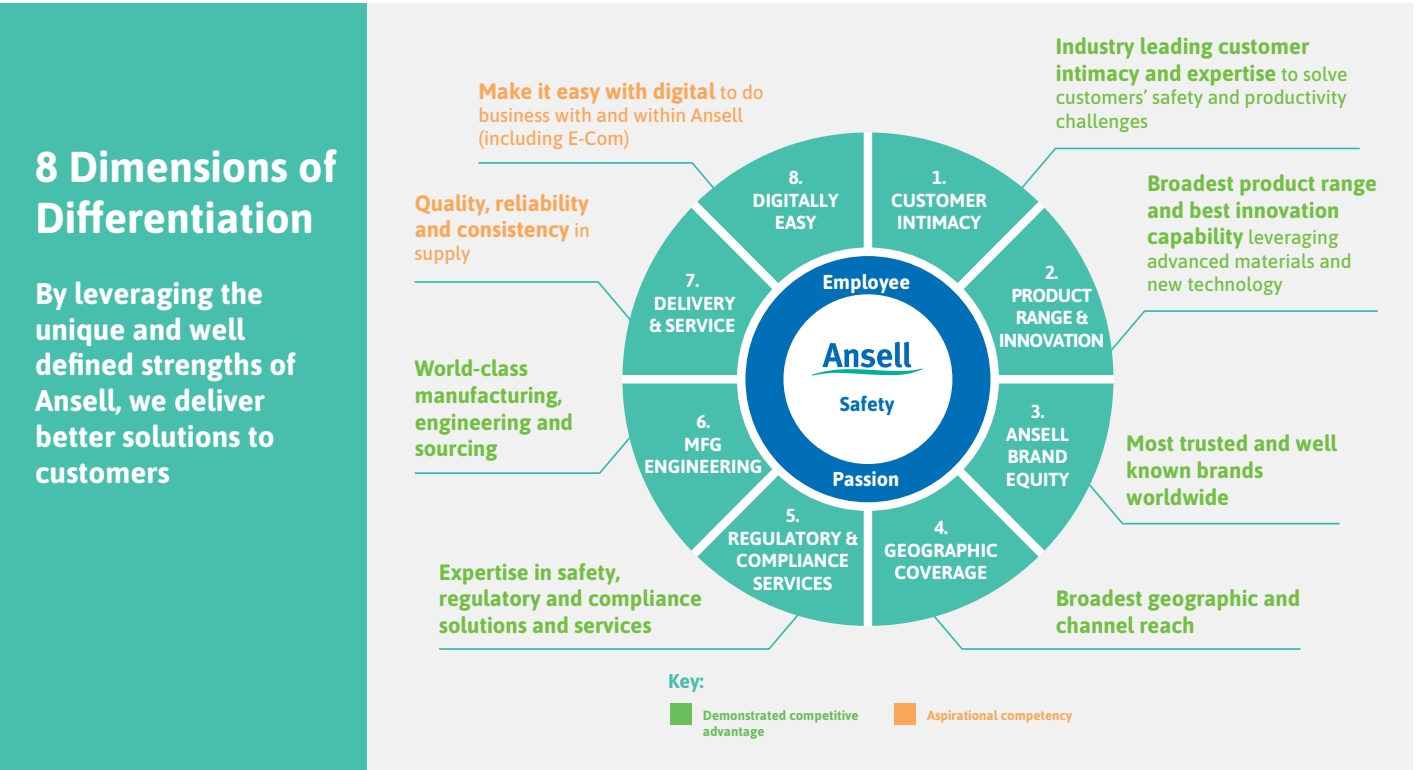 8 Dimensions of
Differentiation
By leveraging the
unique and well
defined strengths of
Ansell, we deliver
better solutions to
customers
Make it easy with digital to do
business with and within Ansell
(including E-Com)
Quality, reliability
and consistency in
supply
World-class
manufacturing,
engineering and
sourcing
Expertise in safety,
regulatory and compliance
solutions and services
Industry leading customer
intimacy and expertise to solve
customers’ safety and productivity
challenges
Broadest product range
and best innovation
capability leveraging
advanced materials and
new technology
Most trusted and well
known brands
worldwide
Broadest geographic and
channel reach
1.
CUSTOMER
INTIMACY
2.
PRODUCT
RANGE &
INNOVATION
3.
ANSELL
BRAND
EQUITY
4.
GEOGRAPHIC
COVERAGE
5.
REGULATORY &
COMPLIANCE
SERVICES
6.
MFG
ENGINEERING
7.
DELIVERY
& SERVICE
8.
DIGITALLY
EASY
Employee
Ansell
Safety
Passion
Key:
Demonstrated competitive
advantage
Aspirational competency